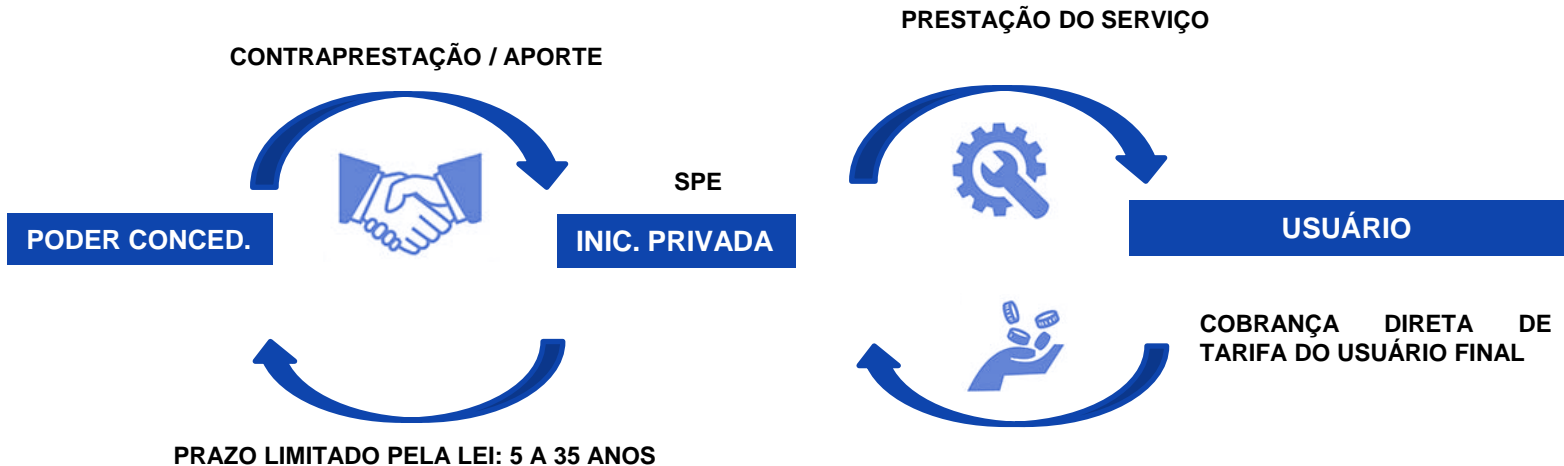 PRESTAÇÃO DO SERVIÇO
CONTRAPRESTAÇÃO / APORTE
SPE
PODER CONCED.
INIC. PRIVADA
USUÁRIO
COBRANÇA DIRETA DE
TARIFA DO USUÁRIO FINAL
PRAZO LIMITADO PELA LEI: 5 A 35 ANOS